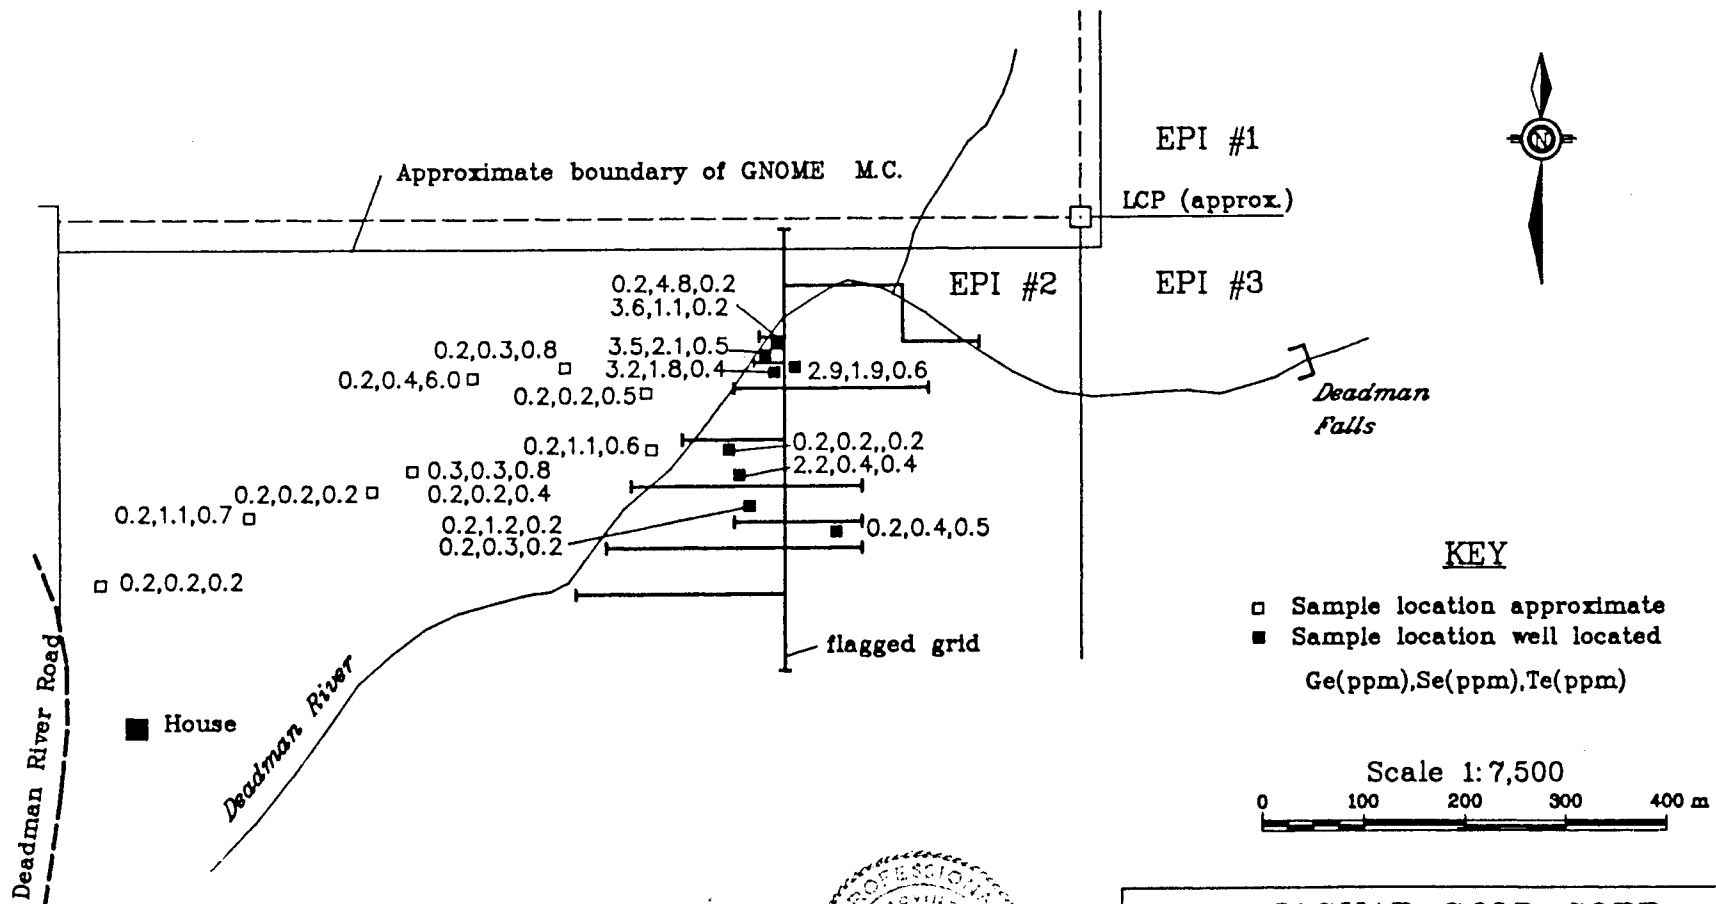 EPI #1
Approximate boundary of GNOME M.C.
LCP (approx.)
N
EPI #2
EPI #3
0.2,4.8,0.2
3.6,1.1,0.2
3.5,2.1,0.5
3.2,1.8,0.4
2.9,1.9,0.6
0.2,0.3,0.8
0.2,0.4,6.0
0.2,0.2,0.5
Deadman
Falls
0.2,1.1,0.6
0.2,0.2,,0.2
2.2,0.4,0.4
0.3,0.3,0.8
0.2,0.2,0.4
0.2,0.2,0.2
0.2,1.1,0.7
0.2,1.2,0.2
0.2,0.3,0.2
0.2,0.4,0.5
0.2,0.2,0.2
flagged grid
KEY
Sample location approximate
Sample location well located
Ge(ppm),Se(ppm),Te(ppm)
Deadman River Road
House
Deadman River
Scale 1:7,500
0 100 200 300 400 m